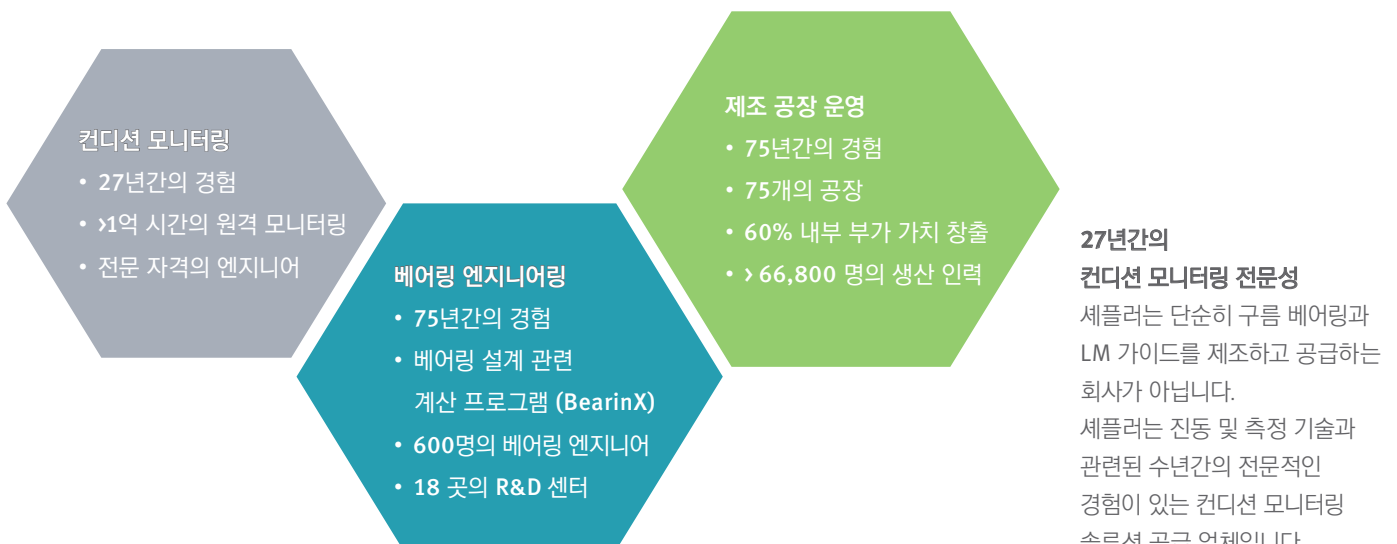 컨디션 모니터링
• 27년간의 경험
• >1억 시간의 원격 모니터링
• 전문 자격의 엔지니어
베어링 엔지니어링
• 75년간의 경험
• 베어링 설계 관련
계산 프로그램 (BearinX)
• 600명의 베어링 엔지니어
• 18 곳의 R&D 센터
제조 공장 운영
• 75년간의 경험
• 75개의 공장
• 60% 내부 부가 가치 창출
• > 66,800 명의 생산 인력
27년간의
컨디션 모니터링 전문성
셰플러는 단순히 구름 베어링과
LM 가이드를 제조하고 공급하는
회사가 아닙니다.
셰플러는 진동 및 측정 기술과
관련된 수년간의 전문적인
경험이 있는 컨디션 모니터링
솔루션 공급 업체입니다